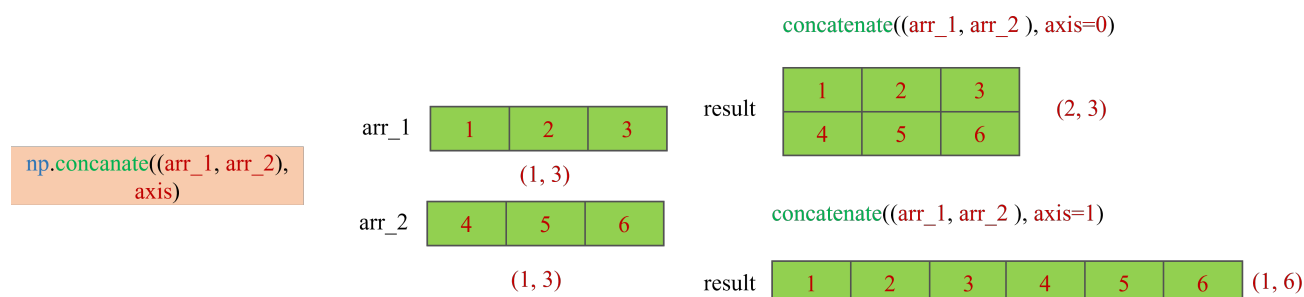 np.concanate((arr_1, arr_2),
axis)
arr_1
1 2 3
(1, 3)
arr_2
4 5 6
(1, 3)
concatenate((arr_1, arr_2 ), axis=0)
result
1 2 3
4 5 6
(2, 3)
concatenate((arr_1, arr_2 ), axis=1)
result 1 2 3 4 5 6 (1, 6)